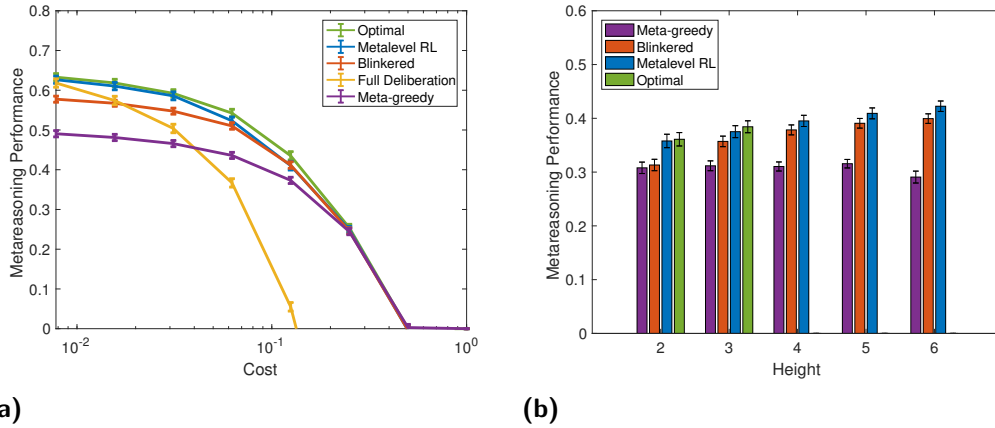 Metareasoning Performance
0.8
0.7
0.6
0.5
0.4
0.3
0.2
0.1
0
Optimal
Metalevel RL
Blinkered
Full Deliberation
Meta-greedy
10-2
10-1
100
Cost
a)
Metareasoning Performance
0.6
0.5
0.4
0.3
0.2
0.1
0
Meta-greedy
Blinkered
Metalevel RL
Optimal
2 3 4 5 6
Height
(b)